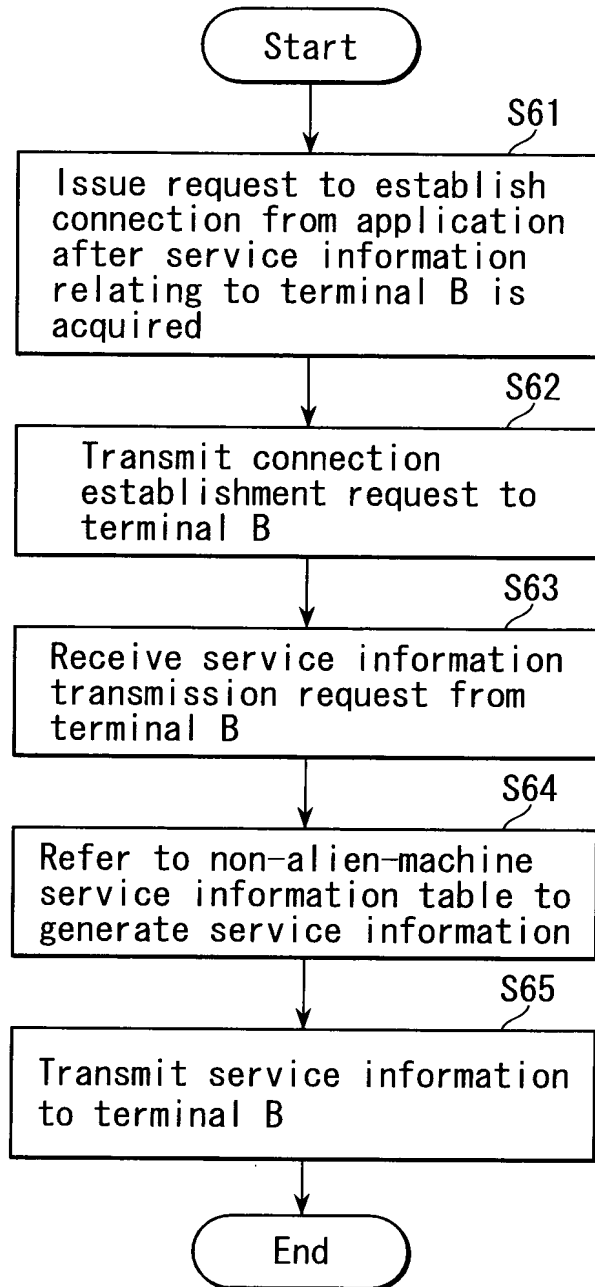 Start
S61
Issue request to establish
connection from application
after service information
relating to terminal B is
acquired
S62
Transmit connection
establishment request to
terminal B
S63
Receive service information
transmission request from
terminal B
S64
Refer to non-alien-machine
service information table to
generate service information
S65
Transmit service information
to terminal B
End